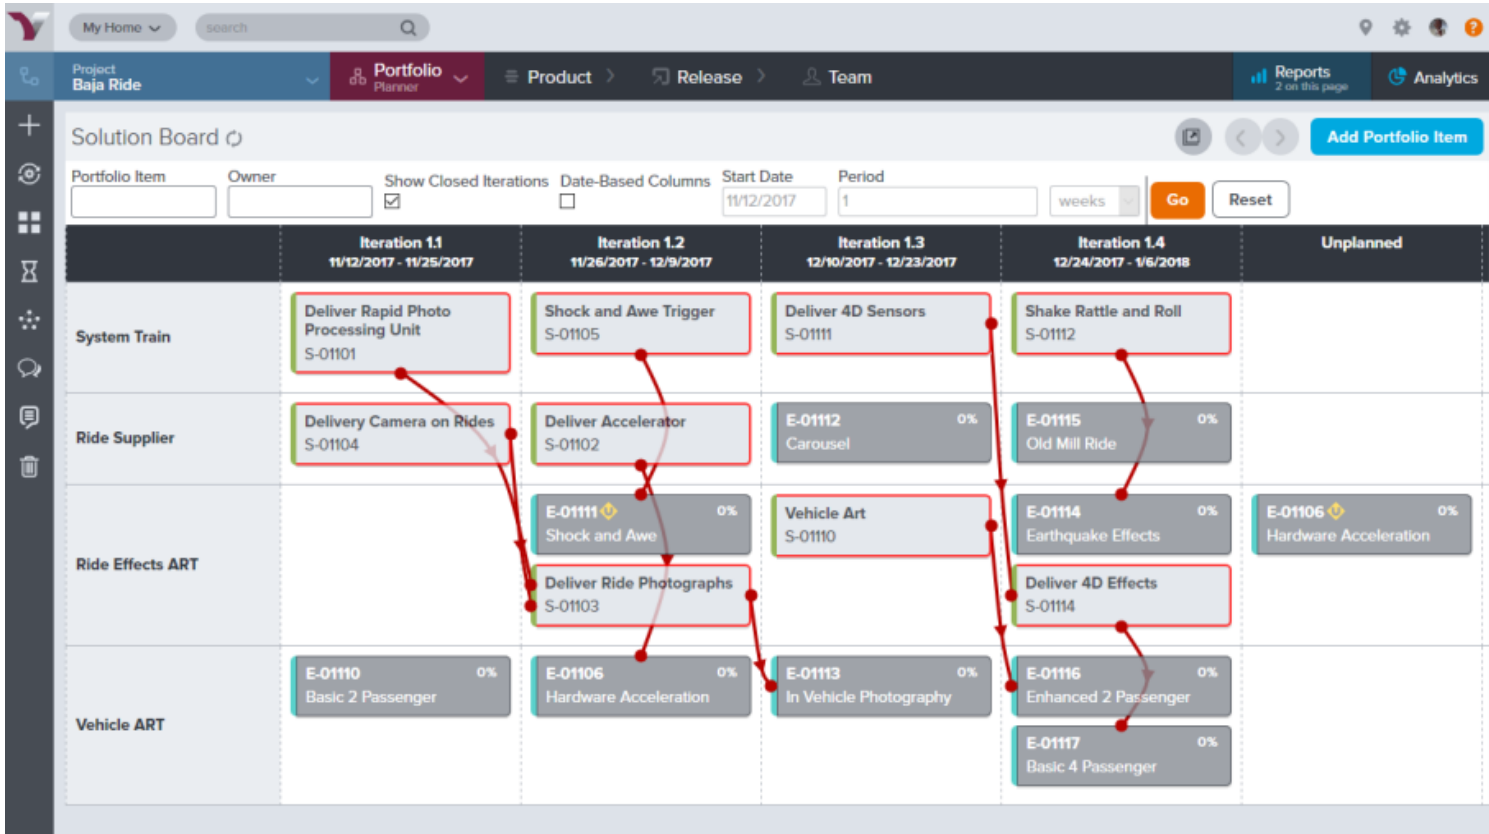 My Home
search
Project
Baja Ride
Portfolio
Planner
Product
Release
Team
Reports
2 on this page
Analytics
Solution Board
Add Portfolio Item
Portfolio Item
Owner
Show Closed Iterations
Date-Based Columns
Start Date
11/12/2017
Period
1
weeks
Go
Reset
Iteration 1.1
11/12/2017 - 11/25/2017
Iteration 1.2
11/26/2017 - 12/9/2017
Iteration 1.3
12/10/2017 - 12/23/2017
Iteration 1.4
12/24/2017 - 1/6/2018
Unplanned
System Train
Deliver Rapid Photo
Processing Unit
S-01101
Shock and Awe Trigger
S-01105
Deliver 4D Sensors
S-01111
Shake Rattle and Roll
S-01112
Ride Supplier
Delivery Camera on Rides
S-01104
Deliver Accelerator
S-01102
E-01112 0%
Carousel
E-01115 0%
Old Mill Ride
Ride Effects ART
E-01111 0%
Shock and Awe
Deliver Ride Photographs
S-01103
Vehicle Art
S-01110
E-01114 0%
Earthquake Effects
Deliver 4D Effects
S-01114
E-01106 0%
Hardware Acceleration
Vehicle ART
E-01110 0%
Basic 2 Passenger
E-01106 0%
Hardware Acceleration
E-01113 0%
In Vehicle Photography
E-01116 0%
Enhanced 2 Passenger
E-01117 0%
Basic 4 Passenger